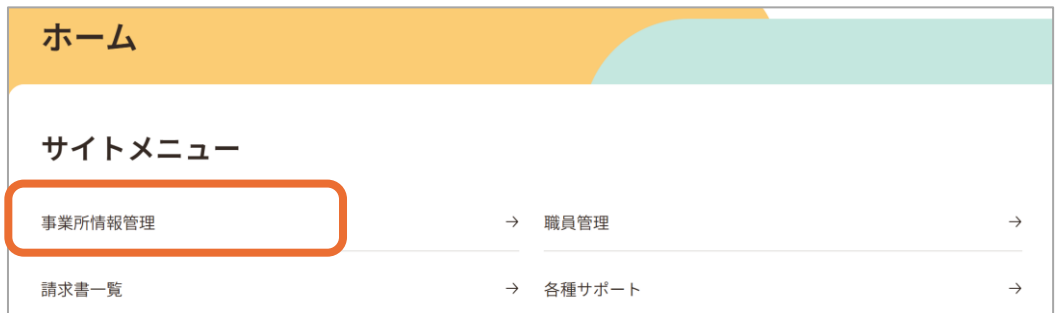 ホーム
サイトメニュー
事業所情報管理 → 職員管理 →
請求書一覧 → 各種サポート →